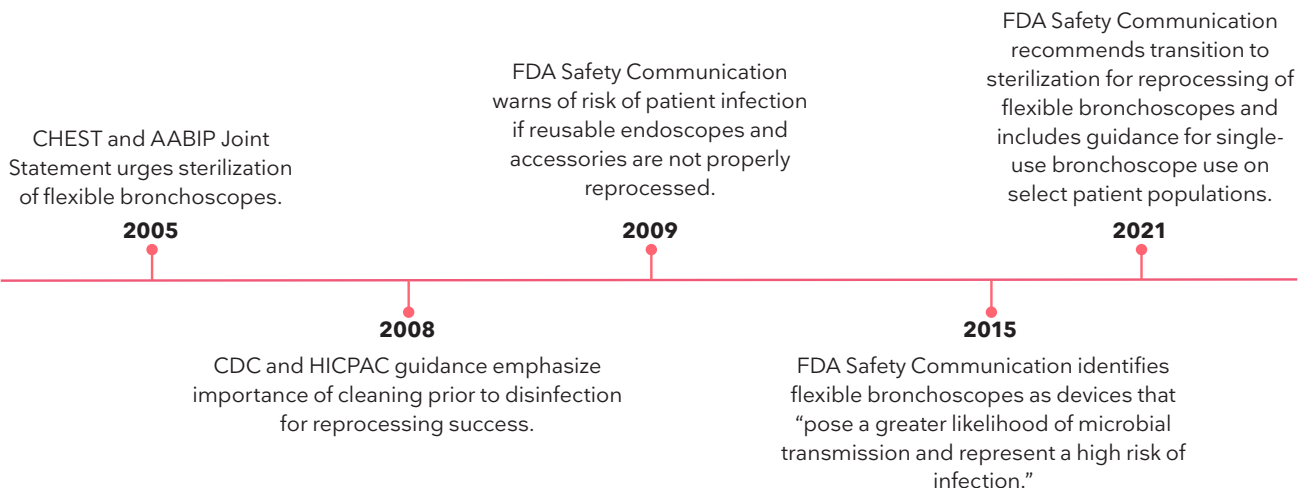 CHEST and AABIP Joint
Statement urges sterilization
of flexible bronchoscopes.
2005
CDC and HICPAC guidance emphasize
importance of cleaning prior to disinfection
for reprocessing success.
2008
FDA Safety Communication
warns of risk of patient infection
if reusable endoscopes and
accessories are not properly
reprocessed.
2009
2015
FDA Safety Communication identifies
flexible bronchoscopes as devices that
“pose a greater likelihood of microbial
transmission and represent a high risk of
infection.”
FDA Safety Communication
recommends transition to
sterilization for reprocessing of
flexible bronchoscopes and
includes guidance for single-
use bronchoscope use on
select patient populations.
2021